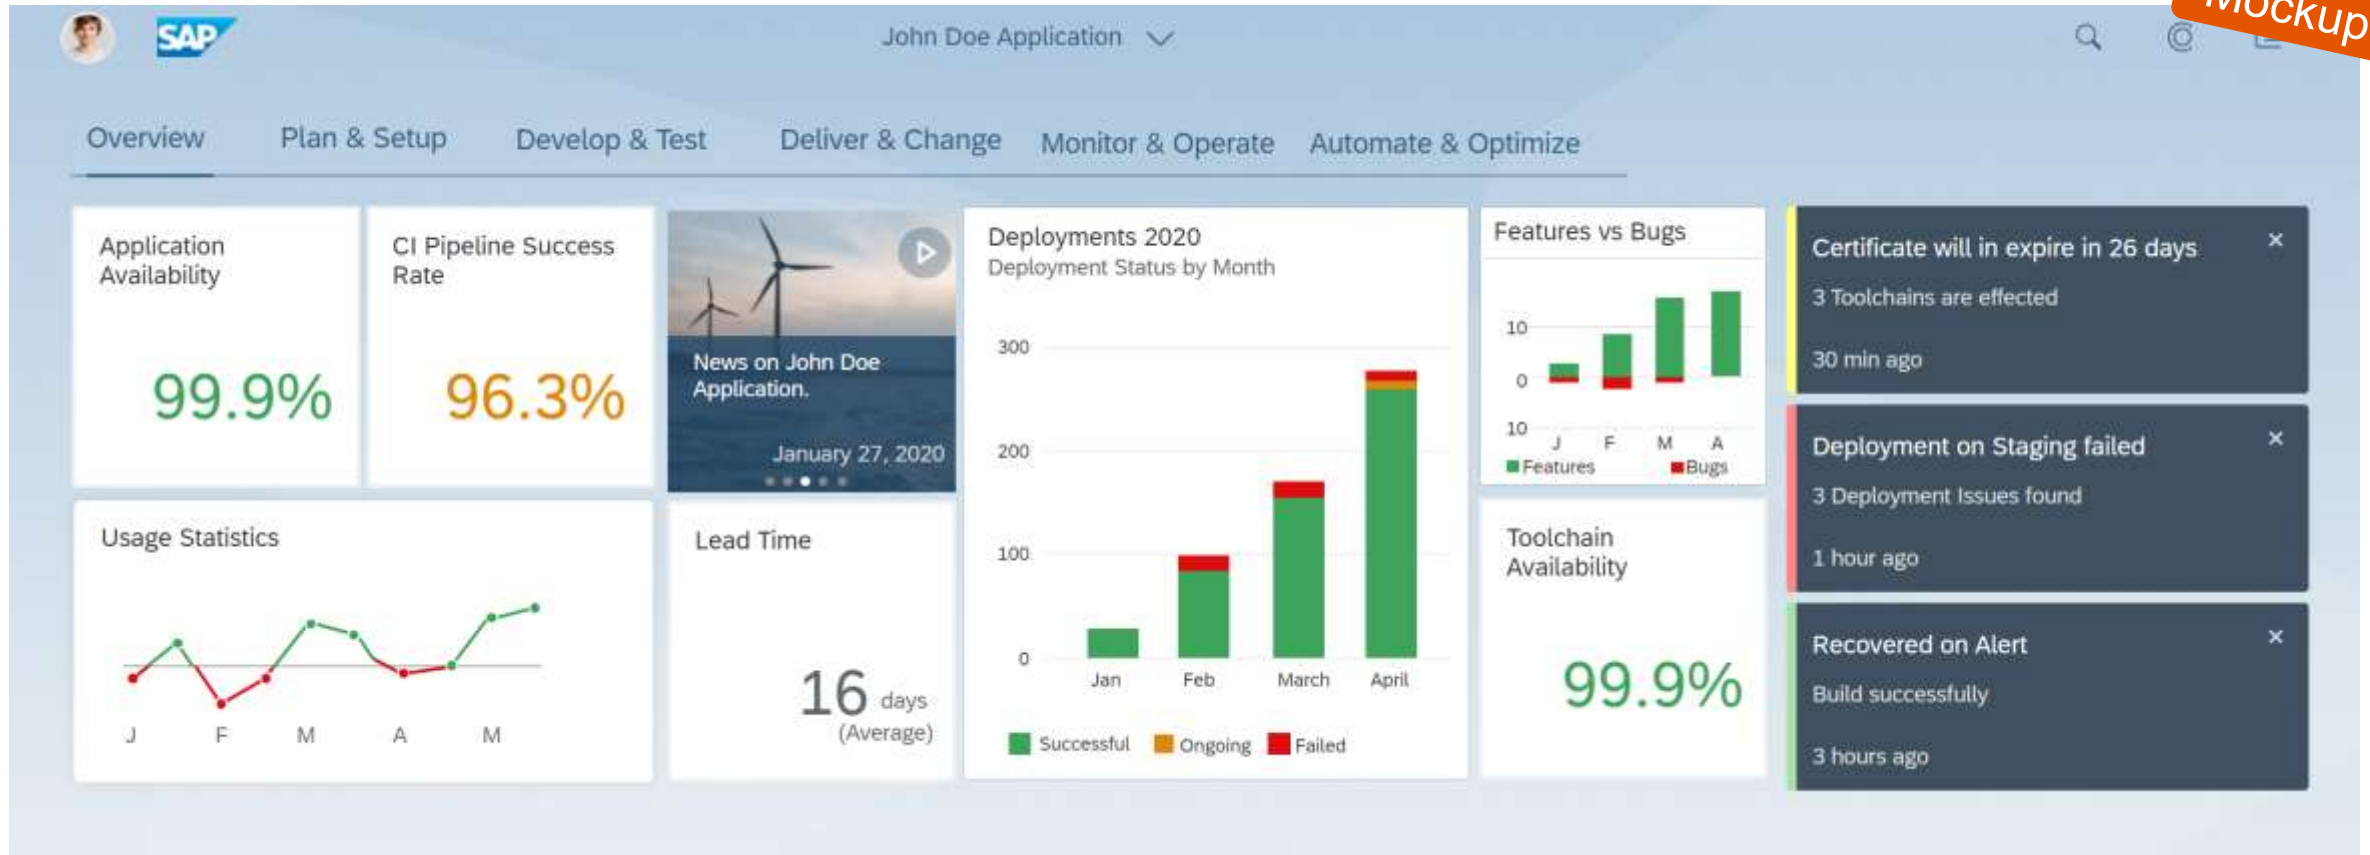 Mockup
SAP
John Doe Application
Overview
Plan & Setup
Develop & Test
Deliver & Change
Monitor & Operate
Automate & Optimize
Application
Availability
99.9%
CI Pipeline Success
Rate
96.3%
News on John Doe
Application.
January 27, 2020
Deployments 2020
Deployment Status by Month
300
200
100
0
Jan
Feb
March
April
Successful
Ongoing
Failed
Features vs Bugs
10
0
10
J
F
M
A
Features
Bugs
Certificate will in expire in 26 days
3 Toolchains are effected
30 min ago
Deployment on Staging failed
3 Deployment Issues found
1 hour ago
Recovered on Alert
Build successfully
3 hours ago
Usage Statistics
J
F
M
A
M
Lead Time
16 days
(Average)
Toolchain
Availability
99.9%